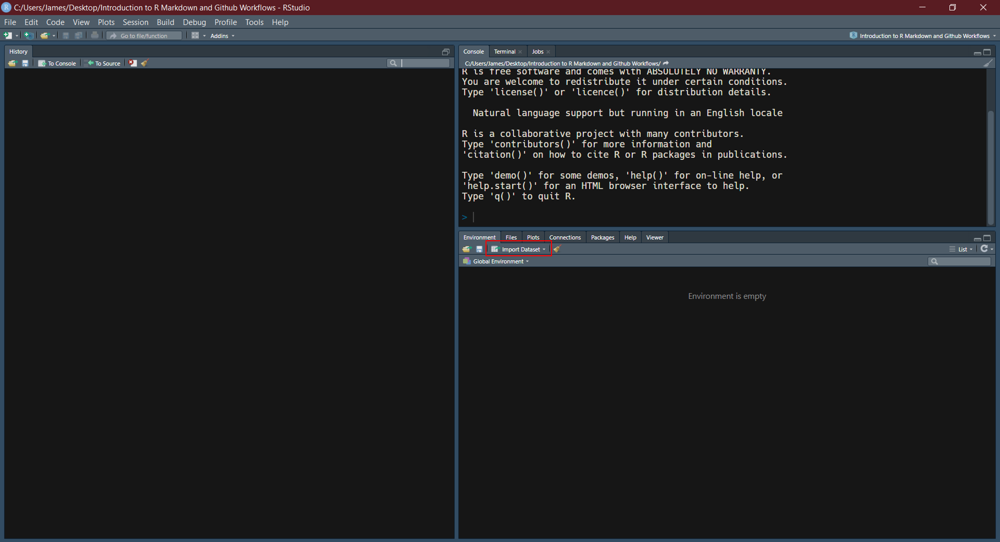 C:/Users/James/Desktop/Introduction to R Markdown and Github Workflows - RStudio
File Edit Code View Plots Session Build Debug Profile Tools Help
Go to file/function Addins Introduction to R Markdown and Github Workflows
History
To Console To Source
Console Terminal Jobs
C:/Users/James/Desktop/Introduction to R Markdown and Github Workflows/
R is free software and comes with ABSOLUTELY NO WARRANTY.
You are welcome to redistribute it under certain conditions.
Type 'license()' or 'licence()' for distribution details.
Natural language support but running in an English locale
R is a collaborative project with many contributors.
Type 'contributors()' for more information and
'citation()' on how to cite R or R packages in publications.
Type 'demo()' for some demos, 'help()' for on-line help, or
'help.start()' for an HTML browser interface to help.
Type 'q()' to quit R.
>
Environment Files Plots Connections Packages Help Viewer
Import Dataset List
Global Environment
Environment is empty